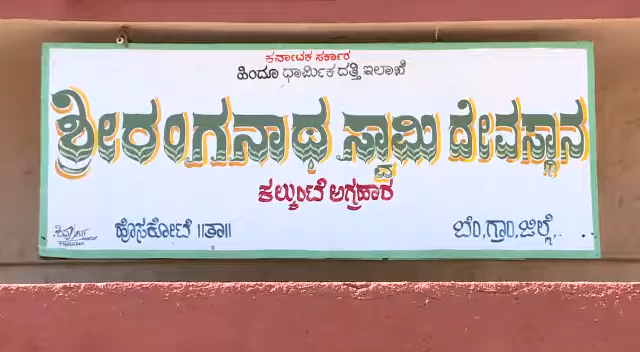 ಕರ್ನಾಟಕ ಸರ್ಕಾರ
ಹಿಂದೂ ಧಾರ್ಮಿಕ ದತ್ತಿ ಇಲಾಖೆ
ಶ್ರೀ ರಂಗನಾಥ ಸ್ವಾಮಿ ದೇವಸ್ಥಾನ
ಕಲ್ಕುಂಟೆ ಅಗ್ರಹಾರ
ಹೊಸಕೋಟೆ ||ತಾ|| ಬೆಂ.ಗ್ರಾಂ.ಜಿಲ್ಲೆ.